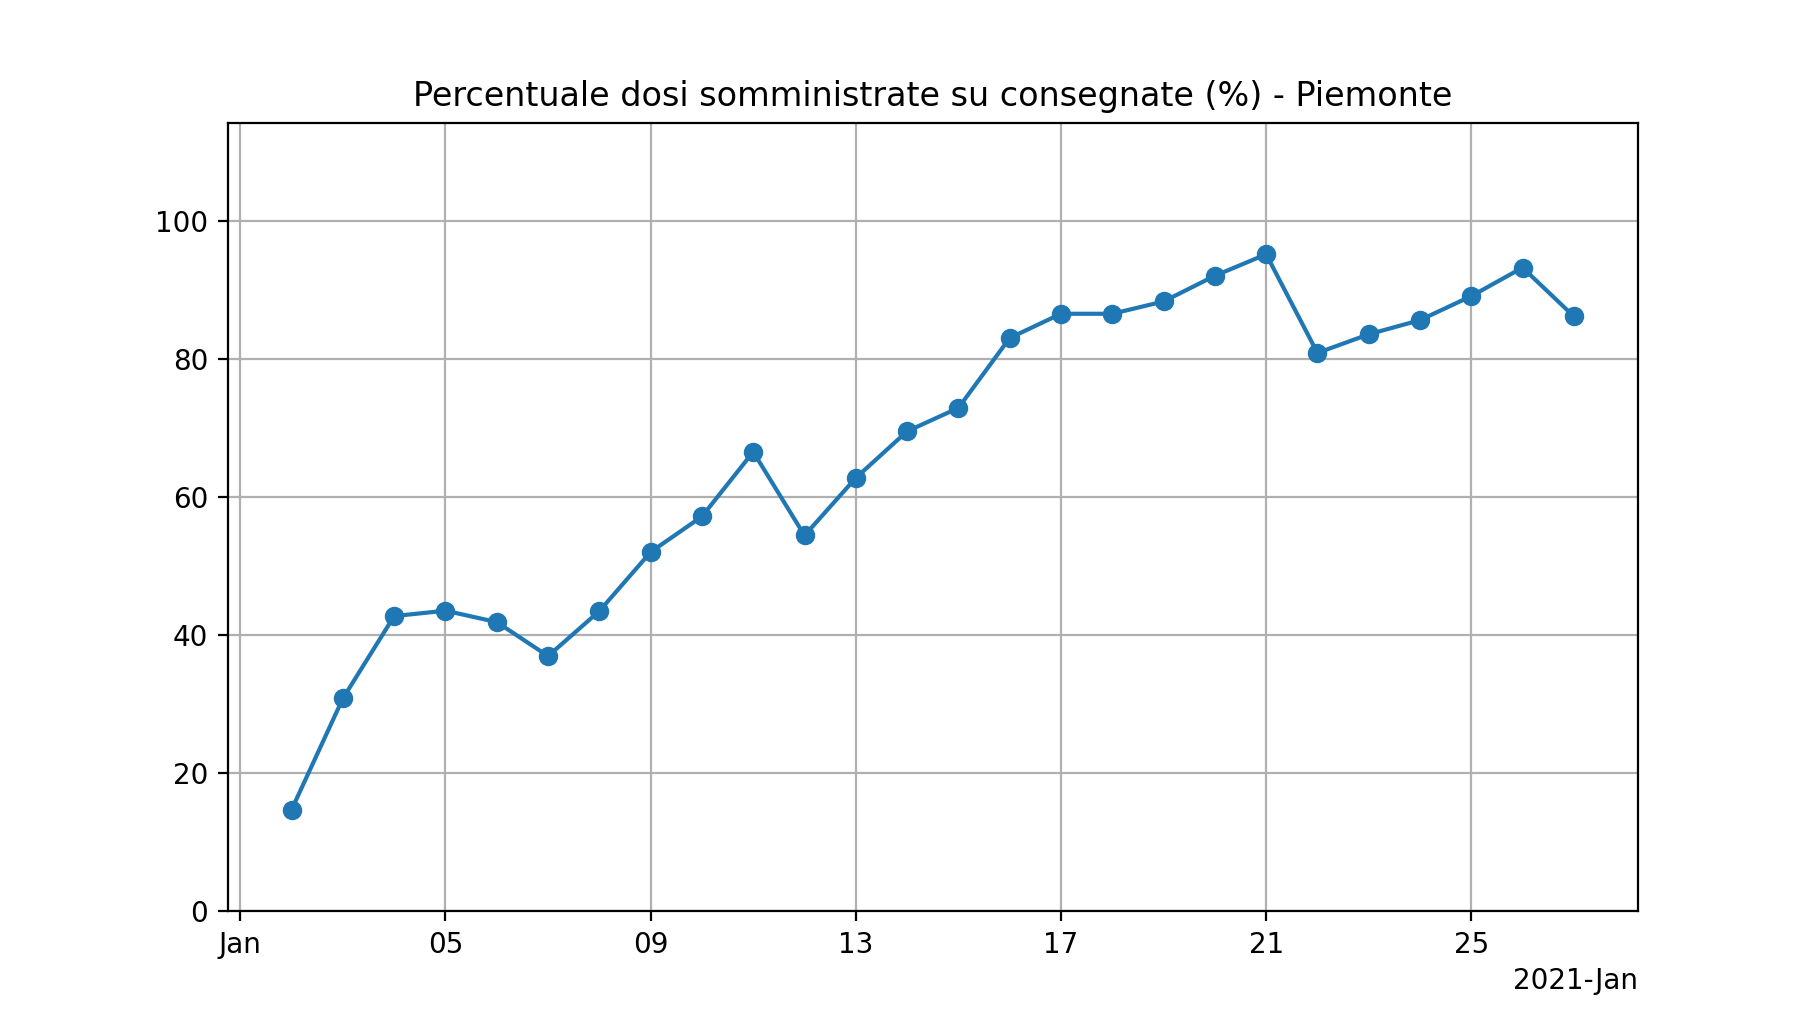 Percentuale dosi somministrate su consegnate (%) - Piemonte
100
80
60
40
20
0
Jan 05 09 13 17 21 25
2021-Jan